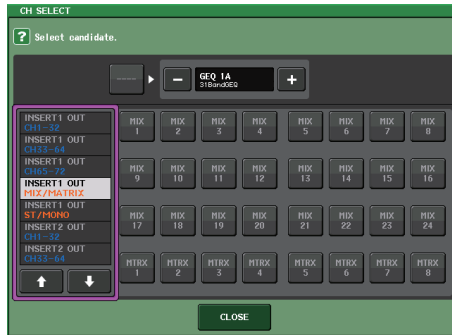 CH SELECT
? Select candidate.
----
− GEQ 1A +
31BandGEQ
INSERT1 OUT
CH1-32
INSERT1 OUT
CH33-64
INSERT1 OUT
CH65-72
INSERT1 OUT
MIX/MATRIX
INSERT1 OUT
ST/MONO
INSERT2 OUT
CH1-32
INSERT2 OUT
CH33-64
MIX 1 MIX 2 MIX 3 MIX 4 MIX 5 MIX 6 MIX 7 MIX 8
MIX 9 MIX 10 MIX 11 MIX 12 MIX 13 MIX 14 MIX 15 MIX 16
MIX 17 MIX 18 MIX 19 MIX 20 MIX 21 MIX 22 MIX 23 MIX 24
MTRX 1 MTRX 2 MTRX 3 MTRX 4 MTRX 5 MTRX 6 MTRX 7 MTRX 8
CLOSE